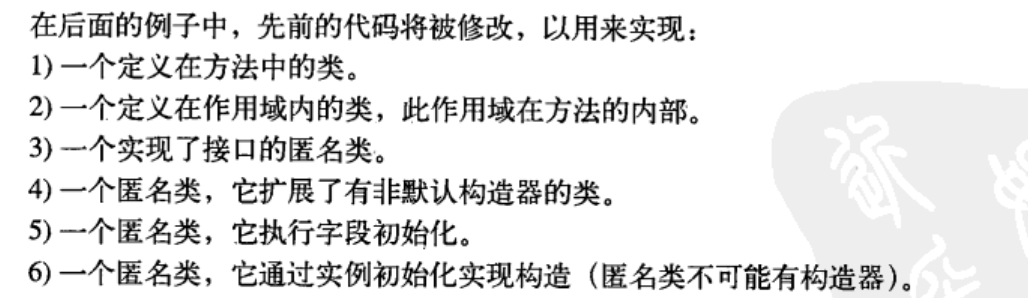 在后面的例子中，先前的代码将被修改，以用来实现：
1) 一个定义在方法中的类。
2) 一个定义在作用域内的类，此作用域在方法的内部。
3) 一个实现了接口的匿名类。
4) 一个匿名类，它扩展了有非默认构造器的类。
5) 一个匿名类，它执行字段初始化。
6) 一个匿名类，它通过实例初始化实现构造（匿名类不可能有构造器）。